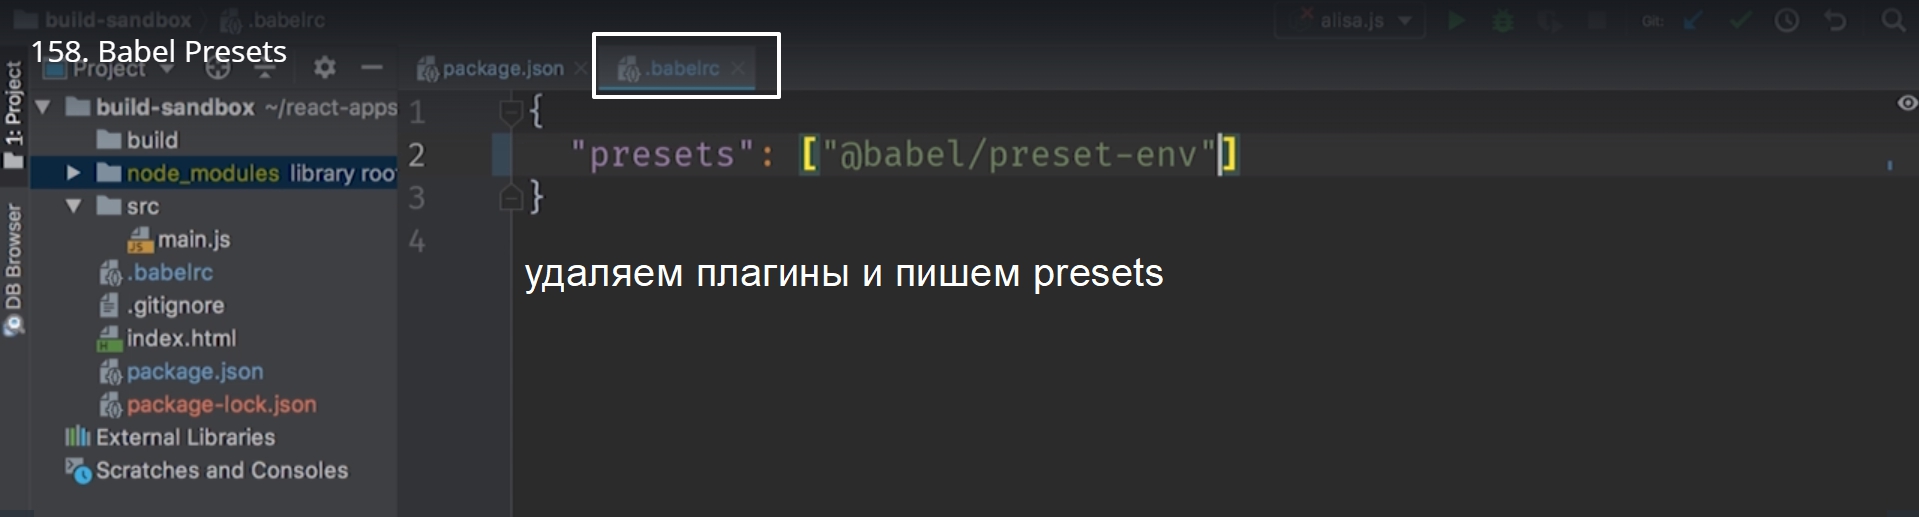 build-sandbox .babelrc alisa.js Git:
158. Babel Presets
Project package.json .babelrc
1: Project
DB Browser
build-sandbox ~/react-apps
build
node_modules library roo
src
main.js
.babelrc
.gitignore
index.html
package.json
package-lock.json
External Libraries
Scratches and Consoles
1 {
2 "presets": ["@babel/preset-env"]
3 }
4
удаляем плагины и пишем presets